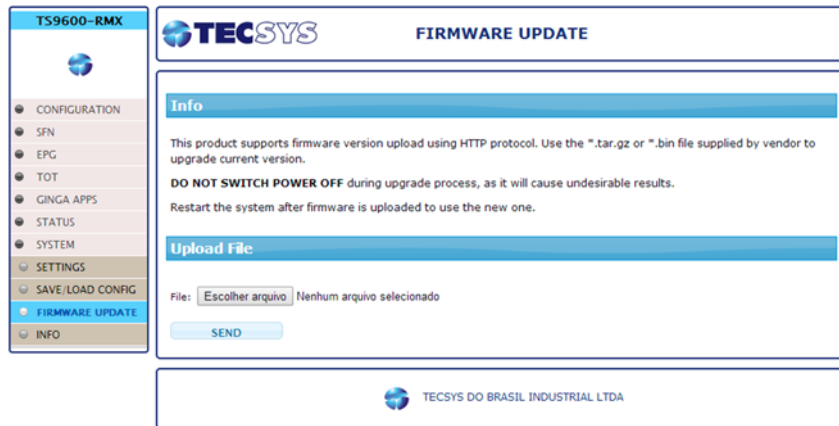 TS9600-RMX
CONFIGURATION
SFN
EPG
TOT
GINGA APPS
STATUS
SYSTEM
SETTINGS
SAVE/LOAD CONFIG
FIRMWARE UPDATE
INFO
TECSYS
FIRMWARE UPDATE
Info
This product supports firmware version upload using HTTP protocol. Use the *.tar.gz or *.bin file supplied by vendor to
upgrade current version.
DO NOT SWITCH POWER OFF during upgrade process, as it will cause undesirable results.
Restart the system after firmware is uploaded to use the new one.
Upload File
File: Escolher arquivo Nenhum arquivo selecionado
SEND
TECSYS DO BRASIL INDUSTRIAL LTDA